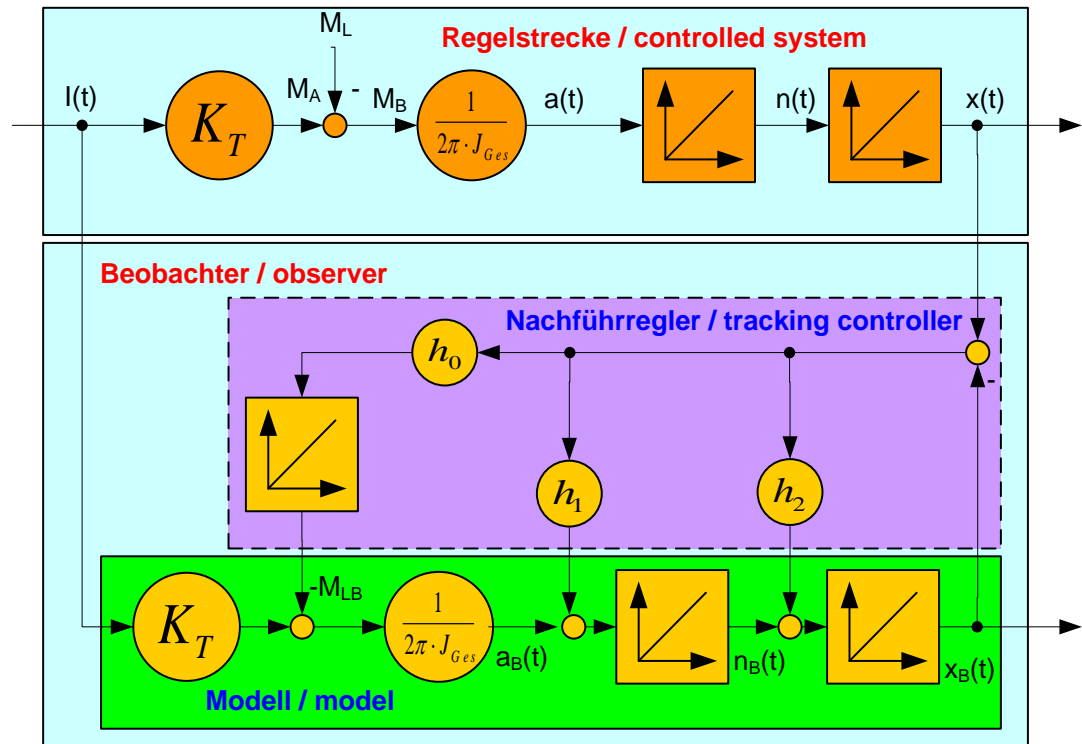 M_L
Regelstrecke / controlled system
I(t)
K_T
M_A
-
M_B
1
2π · J_Ges
a(t)
n(t)
x(t)
Beobachter / observer
Nachführregler / tracking controller
h_0
-
h_1
h_2
K_T
-M_LB
1
2π · J_Ges
a_B(t)
n_B(t)
x_B(t)
Modell / model